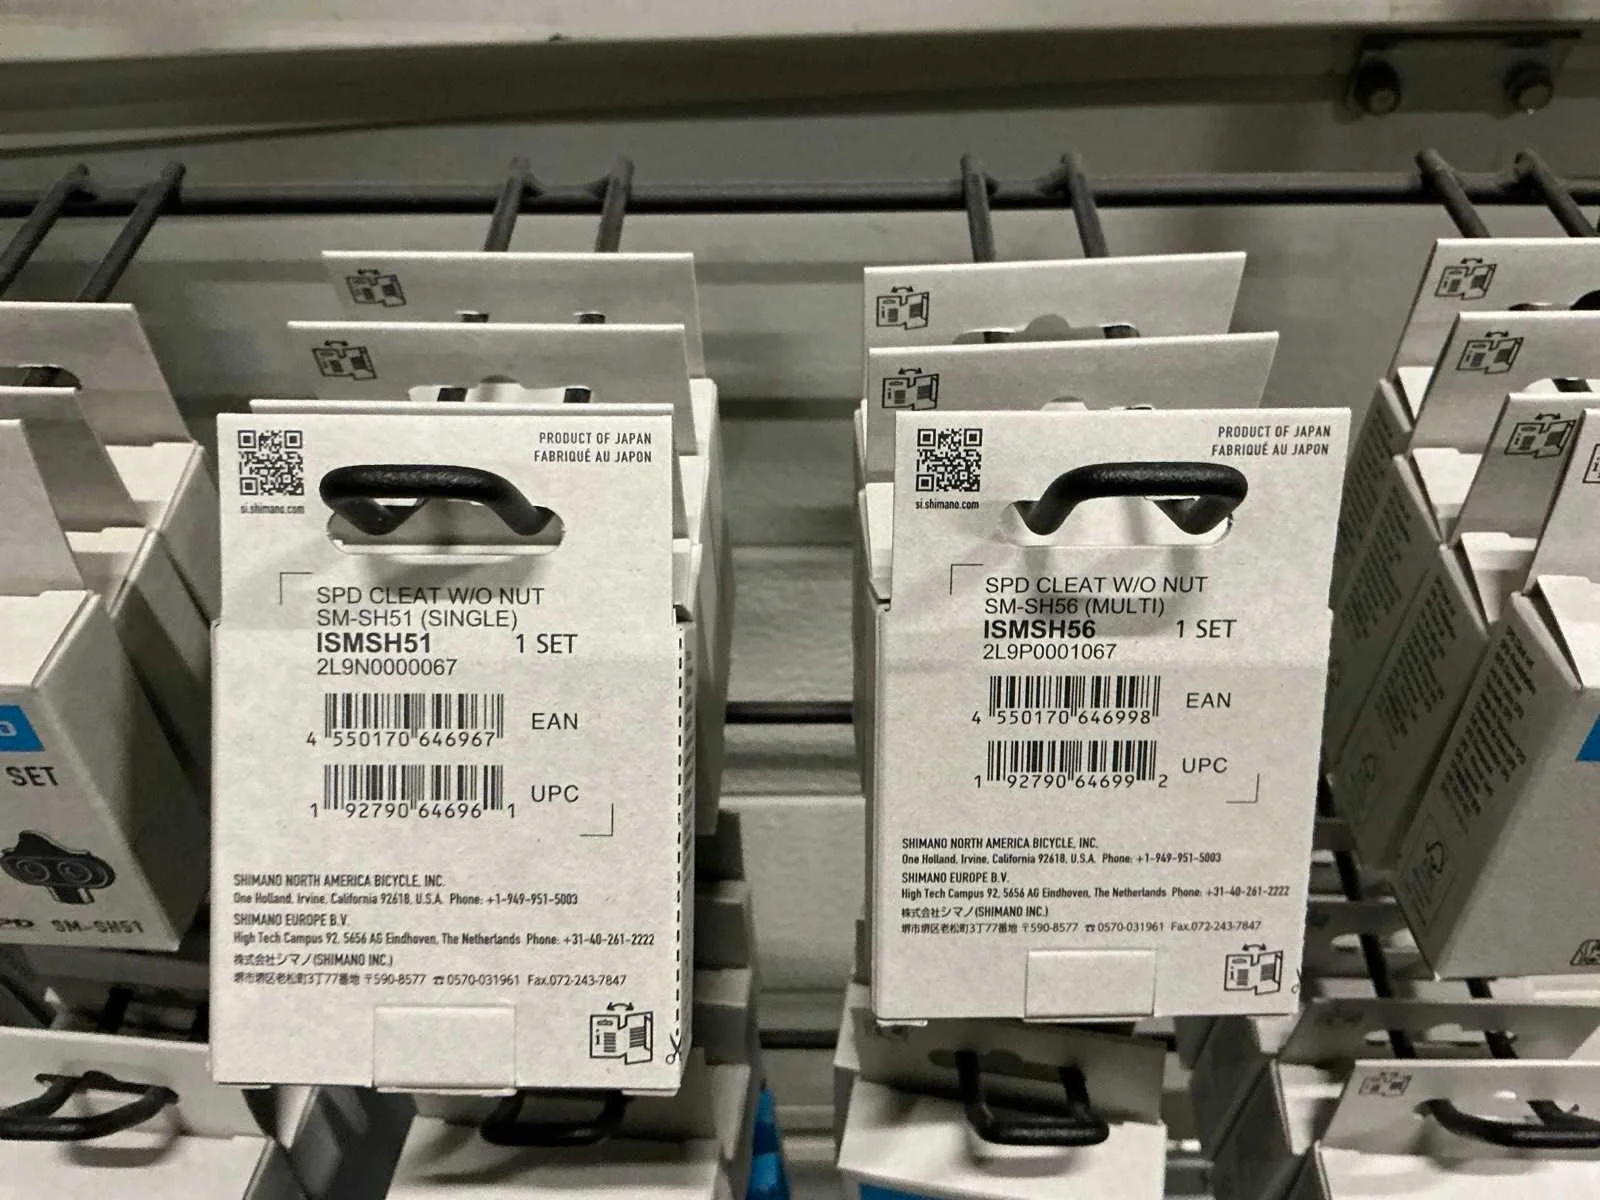 PRODUCT OF JAPAN
FABRIQUÉ AU JAPON
si.shimano.com
SPD CLEAT W/O NUT
SM-SH51 (SINGLE)
ISMSH51 1 SET
2L9N0000067
EAN
4 550170 646967
UPC
1 92790 64696 1
SHIMANO NORTH AMERICA BICYCLE, INC.
One Holland, Irvine, California 92618, U.S.A. Phone: +1-949-951-5003
SHIMANO EUROPE B.V.
High Tech Campus 92, 5656 AG Eindhoven, The Netherlands Phone: +31-40-261-2222
株式会社シマノ(SHIMANO INC.)
堺市堺区老松町3丁77番地 〒590-8577 ☎0570-031961 Fax.072-243-7847
PRODUCT OF JAPAN
FABRIQUÉ AU JAPON
si.shimano.com
SPD CLEAT W/O NUT
SM-SH56 (MULTI)
ISMSH56 1 SET
2L9P0001067
EAN
4 550170 646998
UPC
1 92790 64699 2
SHIMANO NORTH AMERICA BICYCLE, INC.
One Holland, Irvine, California 92618, U.S.A. Phone: +1-949-951-5003
SHIMANO EUROPE B.V.
High Tech Campus 92, 5656 AG Eindhoven, The Netherlands Phone: +31-40-261-2222
株式会社シマノ(SHIMANO INC.)
堺市堺区老松町3丁77番地 〒590-8577 ☎0570-031961 Fax.072-243-7847
SET
SM-SH51